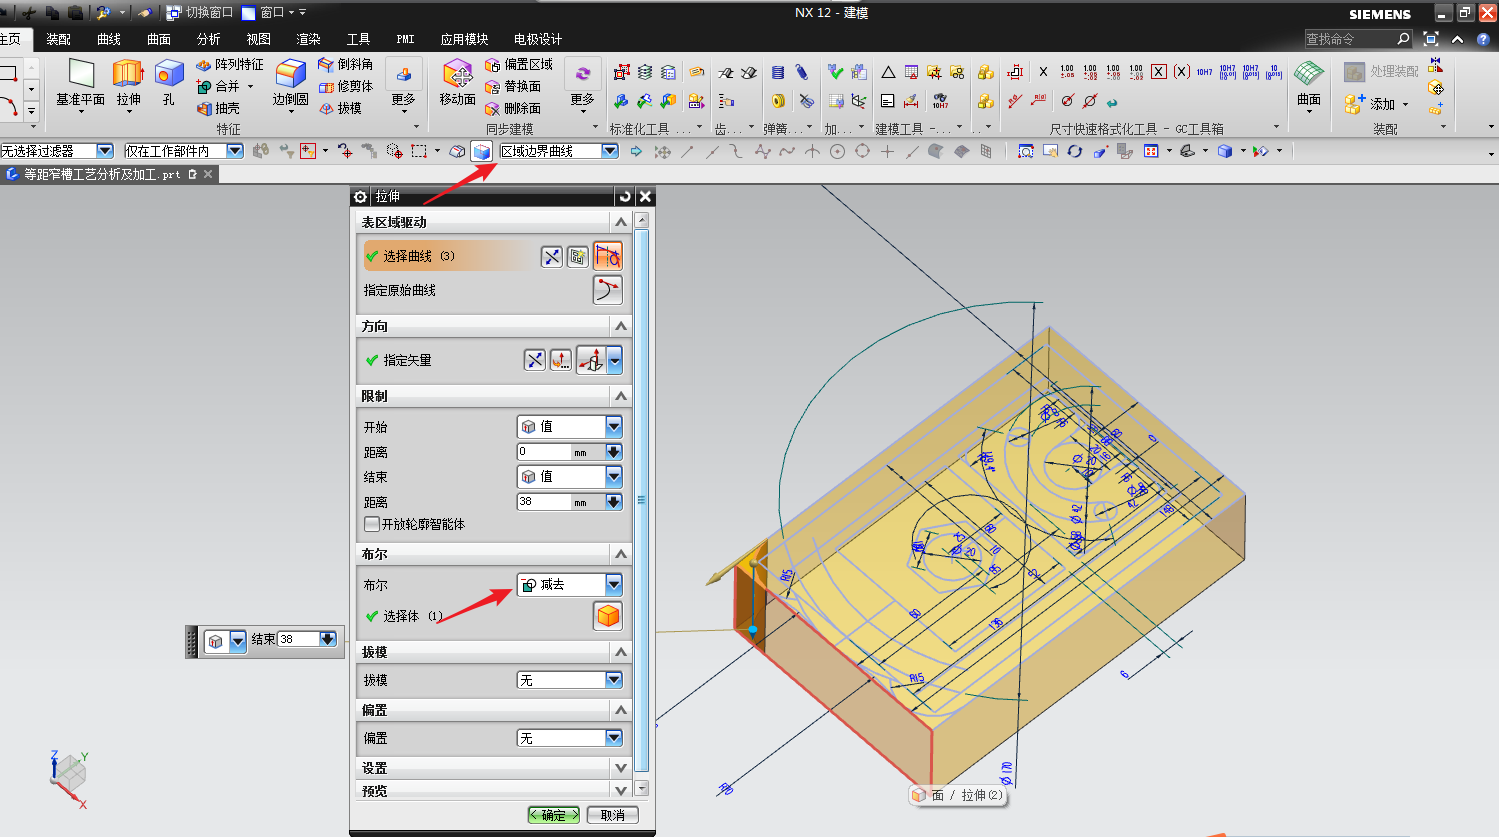 切换窗口 窗口 NX 12 - 建模 SIEMENS
主页 装配 曲线 曲面 分析 视图 渲染 工具 PMI 应用模块 电极设计 查找命令
基准平面 拉伸 孔 阵列特征 合并 抽壳 边倒圆 倒斜角 修剪体 拔模 更多
移动面 偏置区域 替换面 删除面 更多
曲面 处理装配 添加
特征 同步建模 标准化工具 ... 齿... 弹簧... 加... 建模工具 -... 尺寸快速格式化工具 - GC工具箱 装配
无选择过滤器 仅在工作部件内 区域边界曲线
等距窄槽工艺分析及加工.prt
拉伸
表区域驱动
选择曲线 (3)
指定原始曲线
方向
指定矢量
限制
开始 值
距离 0 mm
结束 值
距离 38 mm
开放轮廓智能体
布尔
布尔 减去
选择体 (1)
拔模
拔模 无
偏置
偏置 无
设置
预览
<确定> 取消
结束 38
R15
R15
60
136
6
Ø170
R10
面 / 拉伸(2)
Z
Y
X